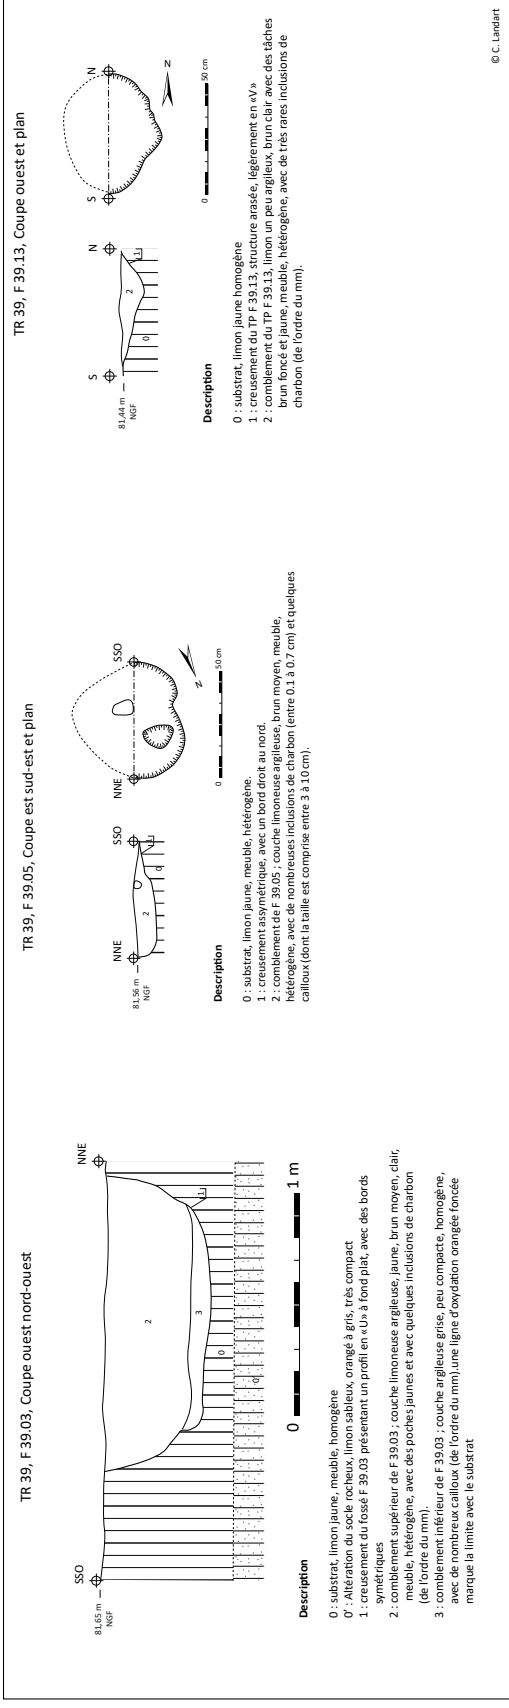 TR 39, F 39.03, Coupe ouest nord-ouest
SSO
NNE
81,65 m
NGF
2
3
1
0
0'
0
1 m
Description
0 : substrat, limon jaune, meuble, homogène
0' : Altération du socle rocheux, limon sableux, orangé à gris, très compact
1 : creusement du fossé F 39.03 présentant un profil en «U» à fond plat, avec des bords
symétriques
2 : comblement supérieur de F 39.03 ; couche limoneuse argileuse, jaune, brun moyen, clair,
meuble, hétérogène, avec des poches jaunes et avec quelques inclusions de charbon
(de l'ordre du mm).
3 : comblement inférieur de F 39.03 ; couche argileuse grise, peu compacte, homogène,
avec de nombreux cailloux (de l'ordre du mm).une ligne d'oxydation orangée foncée
marque la limite avec le substrat
TR 39, F 39.05, Coupe est sud-est et plan
NNE
SSO
81,56 m
NGF
2
1
0
NNE
SSO
N
0
50 cm
Description
0 : substrat, limon jaune, meuble, hétérogène.
1 : creusement assymétrique, avec un bord droit au nord.
2 : comblement de F 39.05 ; couche limoneuse argileuse, brun moyen, meuble,
hétérogène, avec de nombreuses inclusions de charbon (entre 0.1 à 0.7 cm) et quelques
cailloux (dont la taille est comprise entre 3 à 10 cm).
TR 39, F 39.13, Coupe ouest et plan
S
N
81,44 m
NGF
2
1
0
S
N
N
0
50 cm
Description
0 : substrat, limon jaune homogène
1 : creusement du TP F 39.13, structure arasée, légèrement en «V»
2 : comblement du TP F 39.13, limon un peu argileux, brun clair avec des tâches
brun foncé et jaune, meuble, hétérogène, avec de très rares inclusions de
charbon (de l'ordre du mm).
© C. Landart